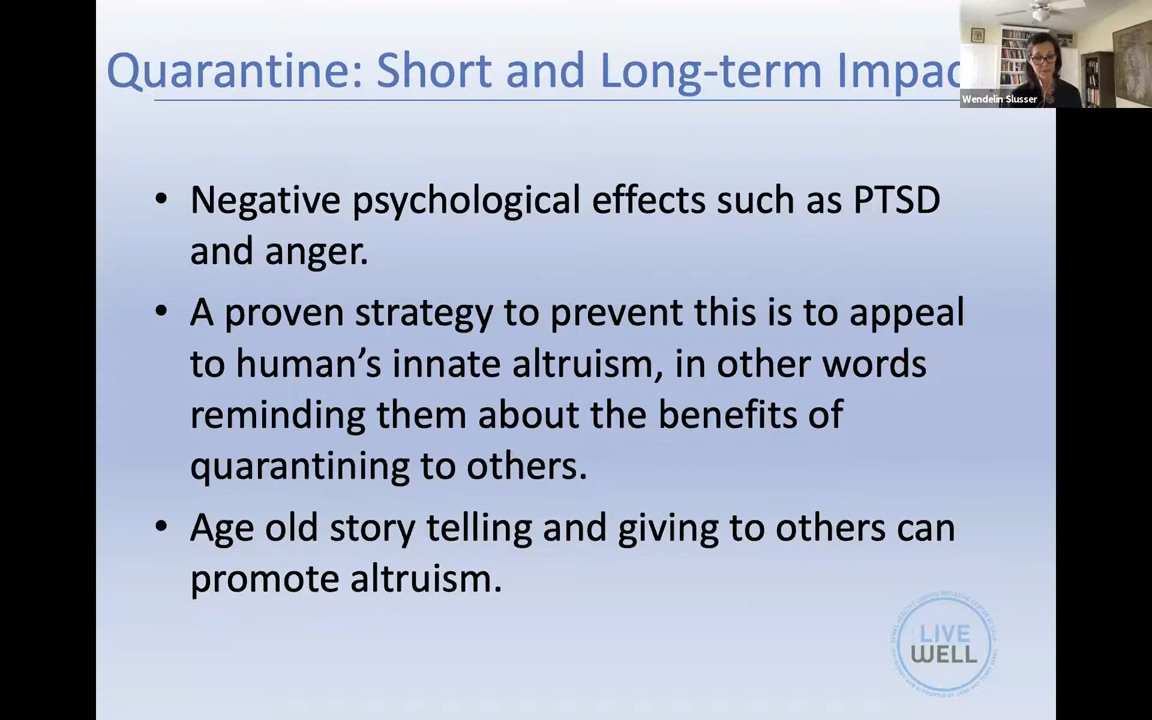 Quarantine: Short and Long-term Impac
Wendelin Slusser
• Negative psychological effects such as PTSD
and anger.
• A proven strategy to prevent this is to appeal
to human’s innate altruism, in other words
reminding them about the benefits of
quarantining to others.
• Age old story telling and giving to others can
promote altruism.
LIVE
WELL